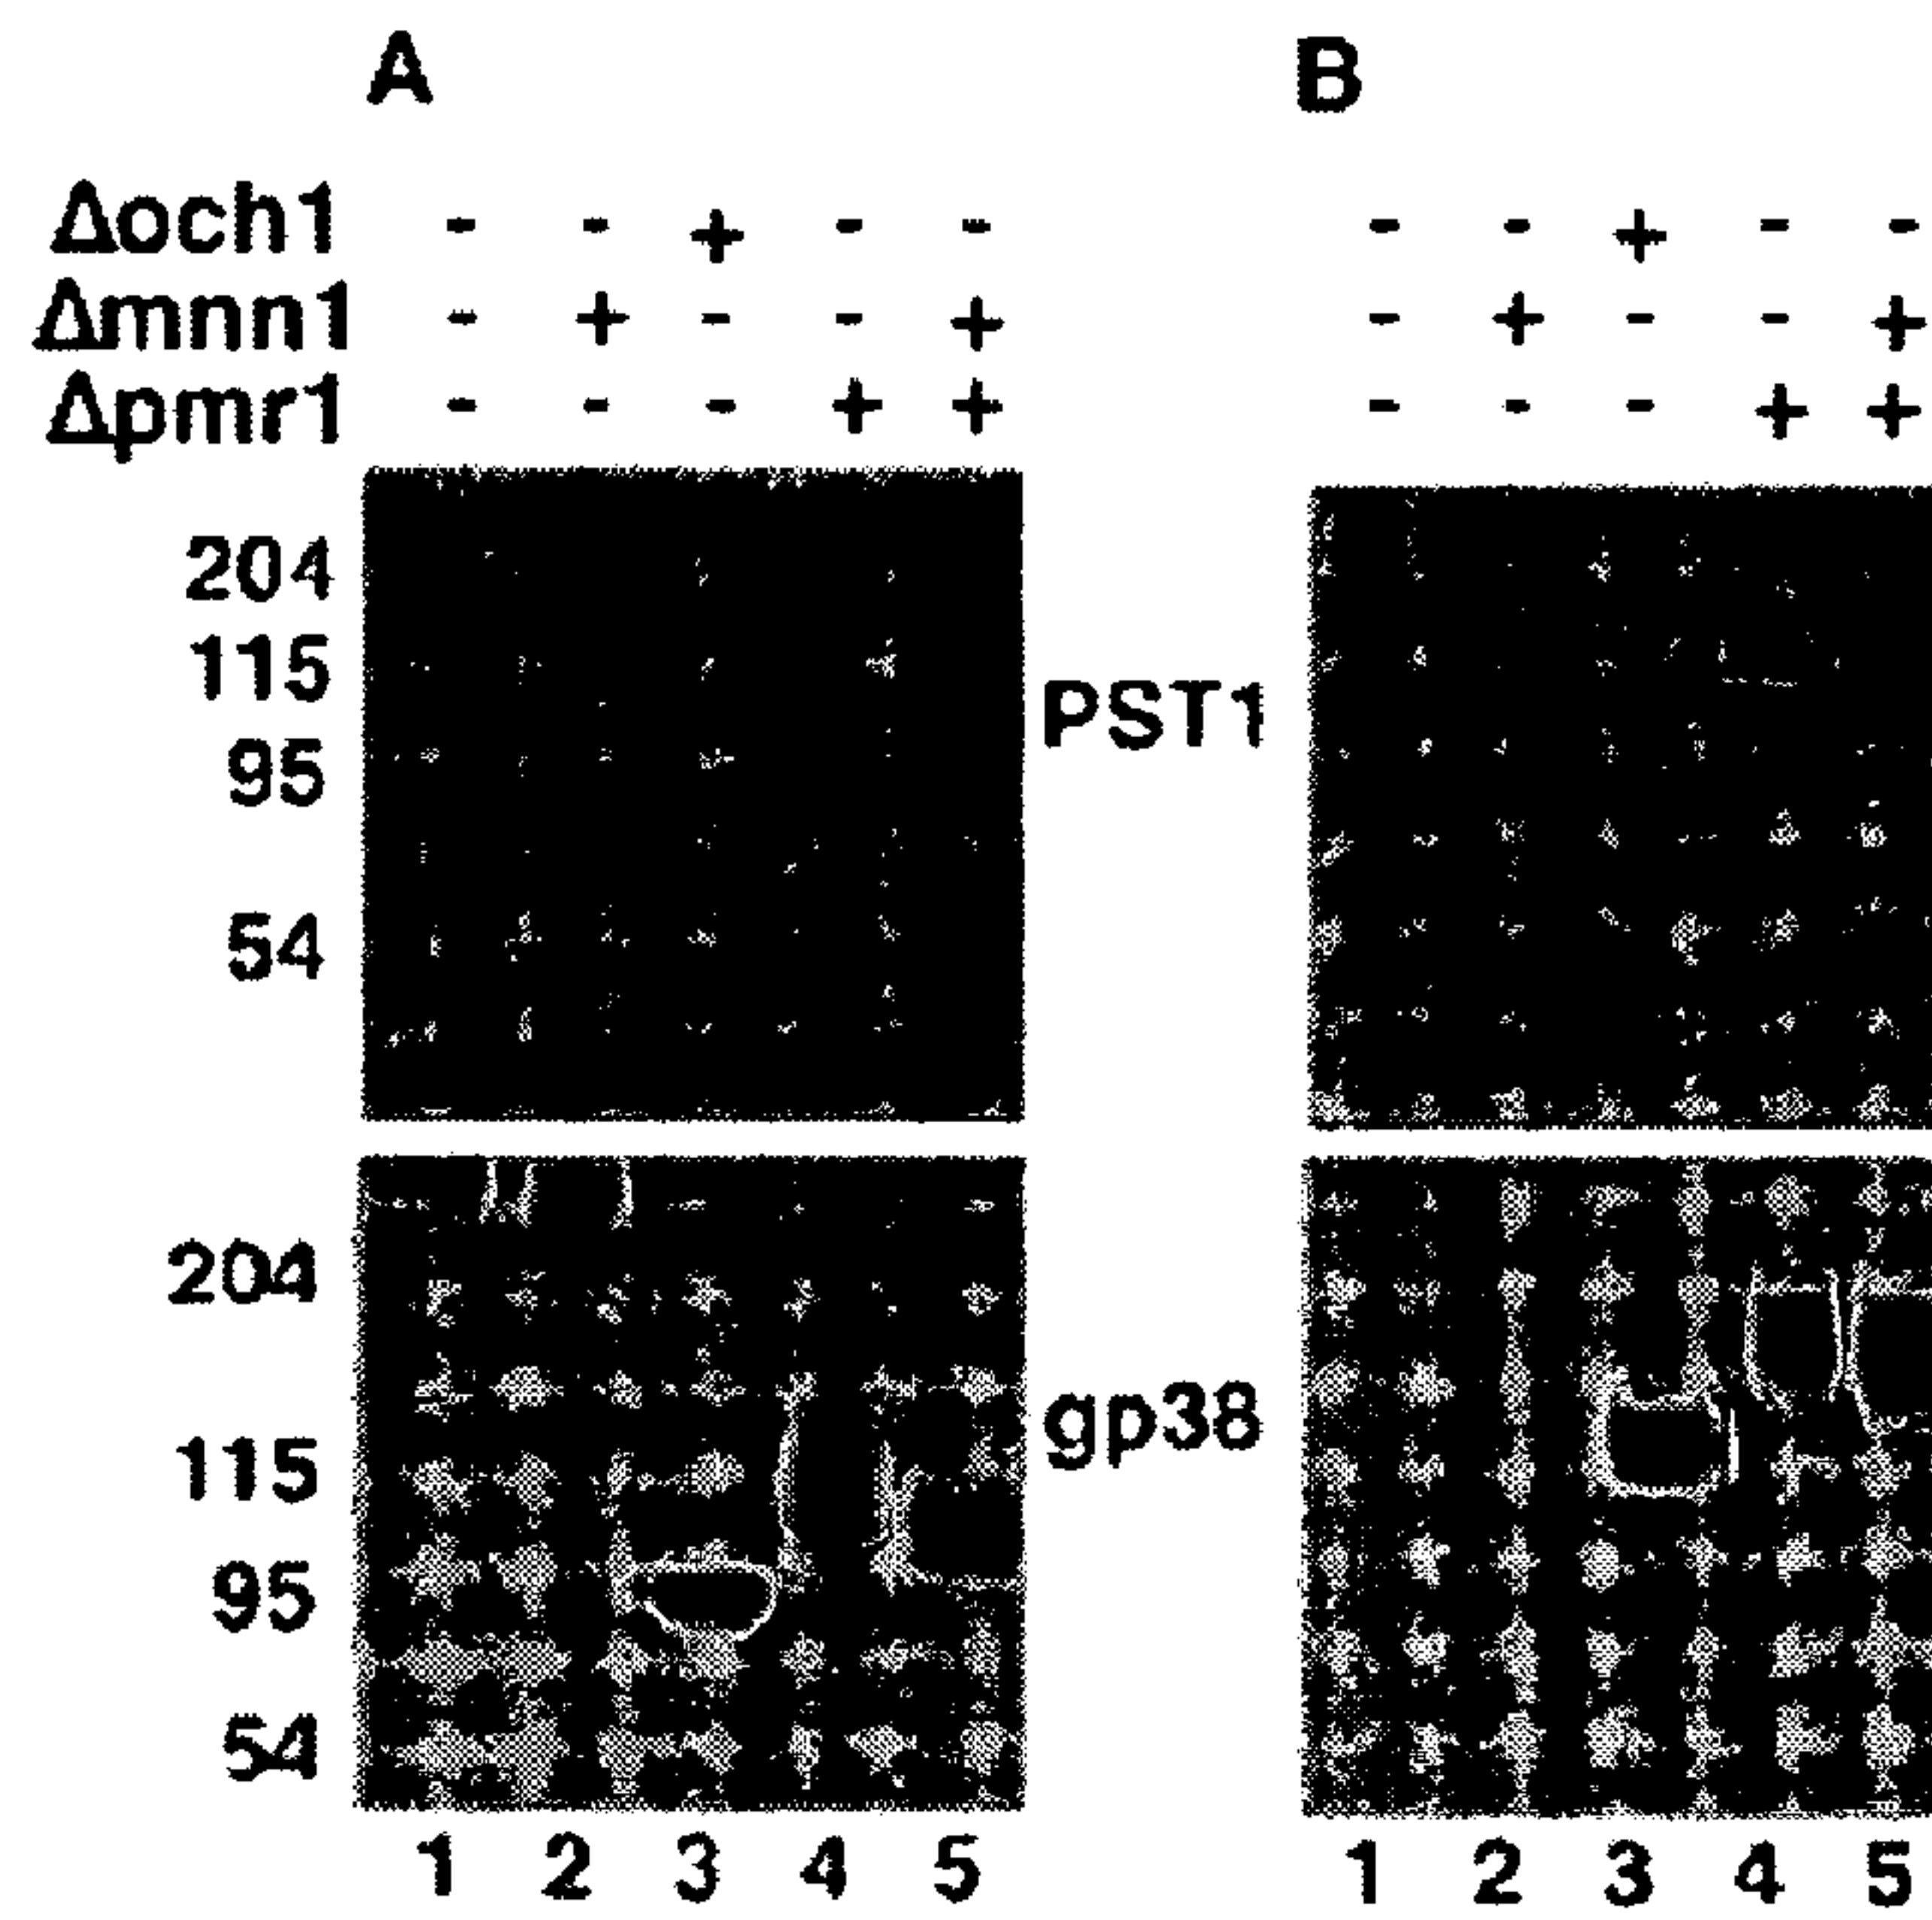 A B
Δoch1 - - + - - - - + - -
Δmnn1 - + - - + - + - - +
Δpmr1 - - - + + - - - + +
204
115
PST1
95
54
204
gp38
115
95
54
1 2 3 4 5 1 2 3 4 5